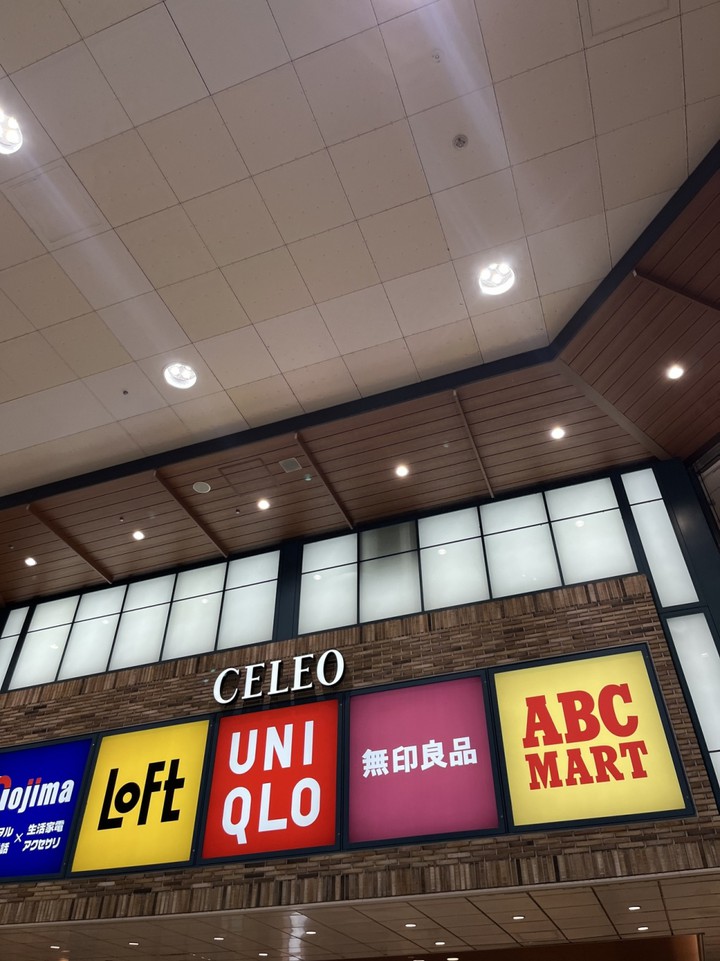 CELEO
Nojima
タル × 生活家電
話 アクセサリ
LOFT
UNI
QLO
無印良品
ABC
MART